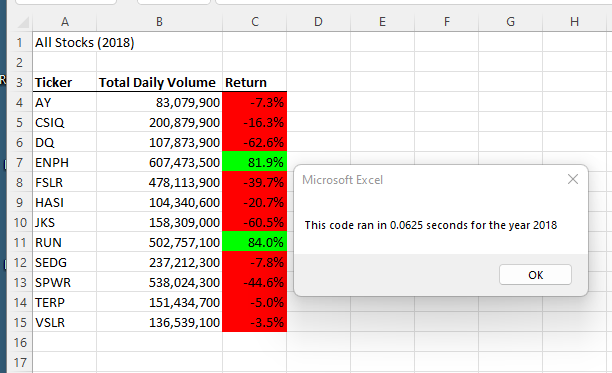 A B C D E F G H
1 All Stocks (2018)
2
3 Ticker Total Daily Volume Return
4 AY 83,079,900 -7.3%
5 CSIQ 200,879,900 -16.3%
6 DQ 107,873,900 -62.6%
7 ENPH 607,473,500 81.9%
8 FSLR 478,113,900 -39.7%
9 HASI 104,340,600 -20.7%
10 JKS 158,309,000 -60.5%
11 RUN 502,757,100 84.0%
12 SEDG 237,212,300 -7.8%
13 SPWR 538,024,300 -44.6%
14 TERP 151,434,700 -5.0%
15 VSLR 136,539,100 -3.5%
16
17
Microsoft Excel
This code ran in 0.0625 seconds for the year 2018
OK